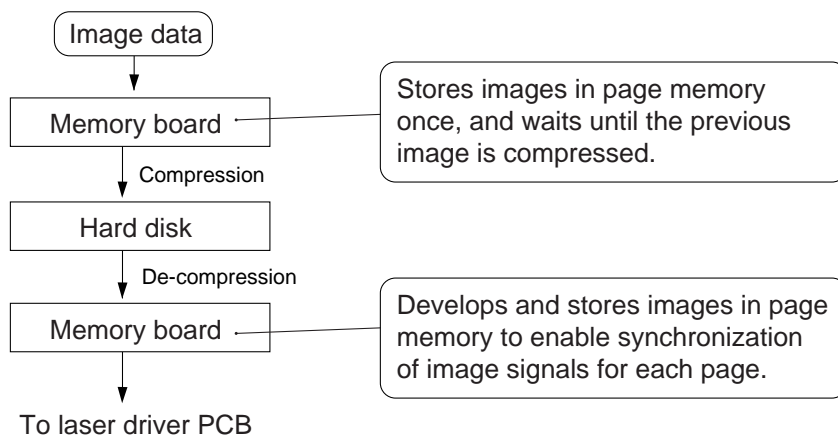 Image data
Memory board
Stores images in page memory
once, and waits until the previous
image is compressed.
Compression
Hard disk
De-compression
Memory board
Develops and stores images in page
memory to enable synchronization
of image signals for each page.
To laser driver PCB